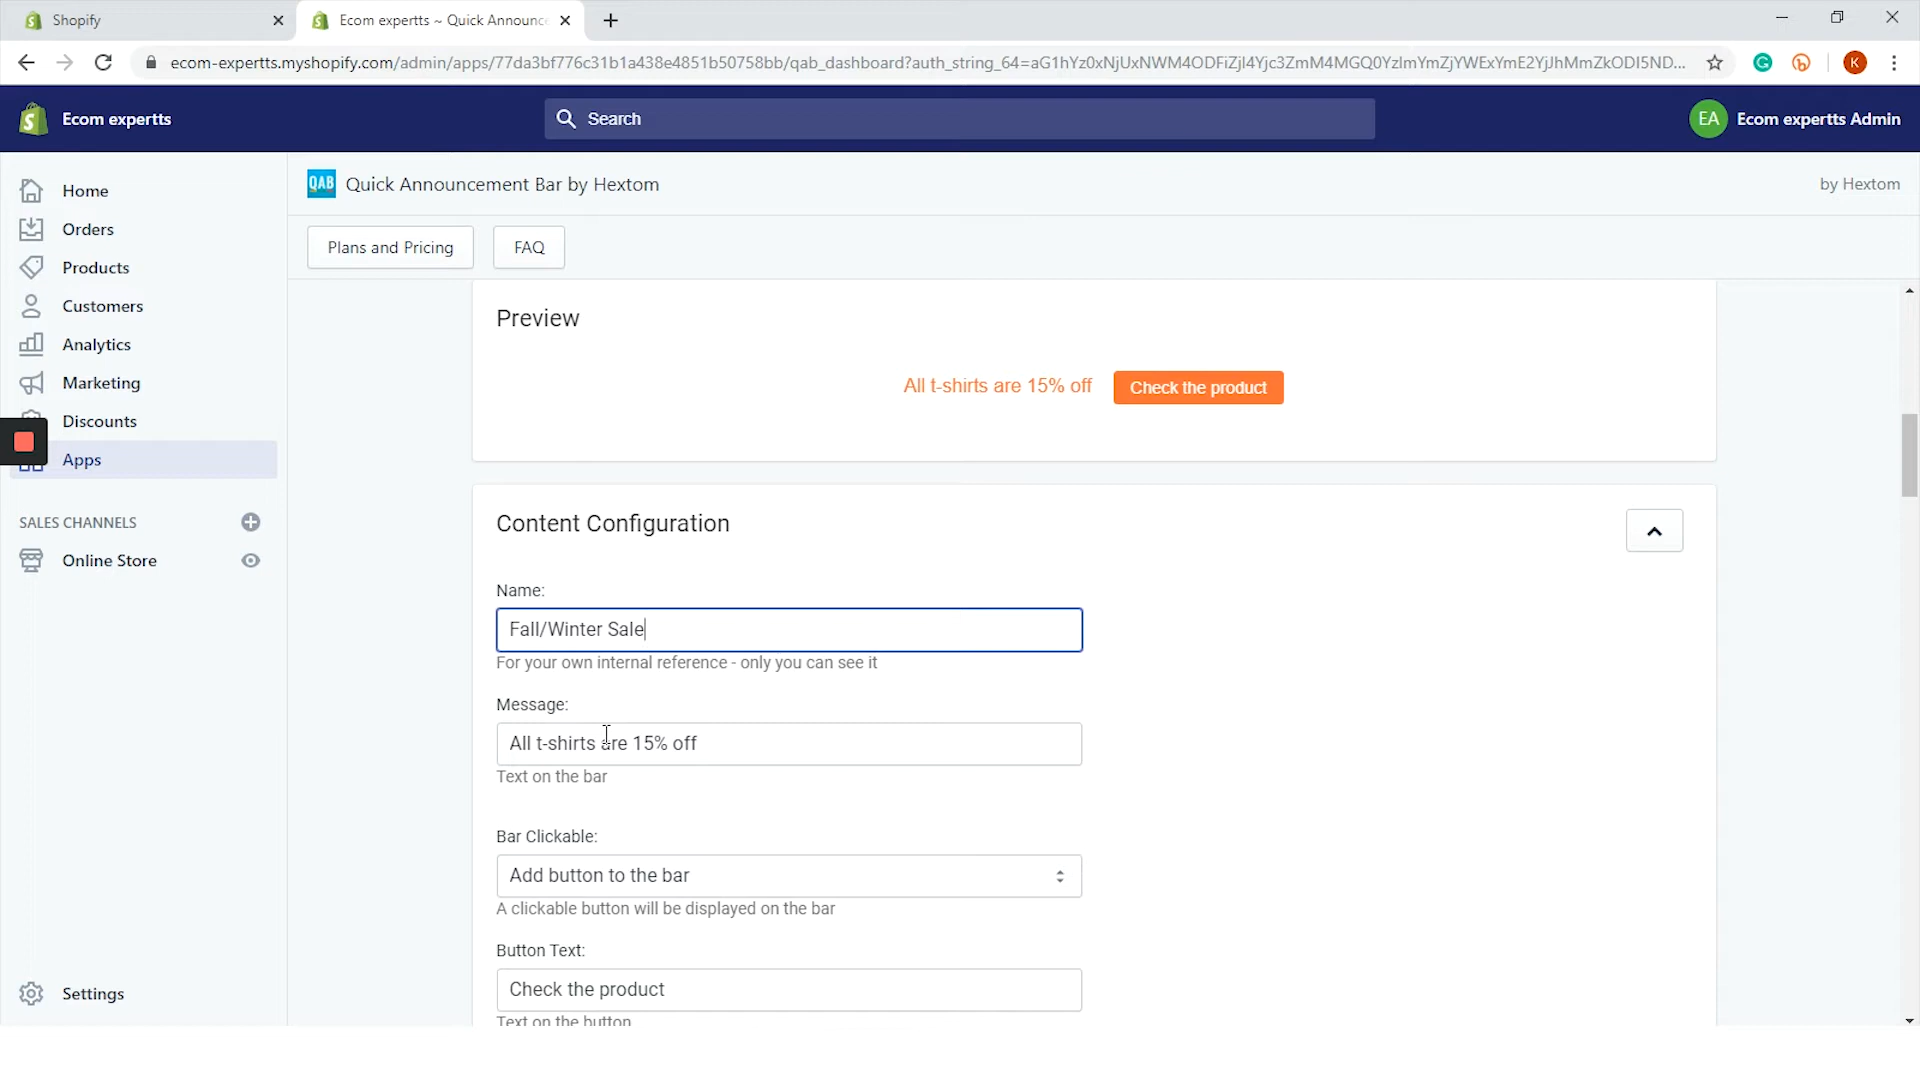 Shopify
Ecom expertts ~ Quick Announce
ecom-expertts.myshopify.com/admin/apps/77da3bf776c31b1a438e4851b50758bb/qab_dashboard?auth_string_64=
K
Ecom expertts
Search
EA
Ecom expertts Admin
Home
Orders
Products
Customers
Analytics
Marketing
Discounts
Apps
SALES CHANNELS
Online Store
Settings
QAB
Quick Announcement Bar by Hextom
by Hextom
Plans and Pricing
FAQ
Preview
All t-shirts are 15% off
Check the product
Content Configuration
Name:
Fall/Winter Sale
For your own internal reference - only you can see it
Message:
All t-shirts are 15% off
Text on the bar
Bar Clickable:
Add button to the bar
A clickable button will be displayed on the bar
Button Text:
Check the product
Text on the button